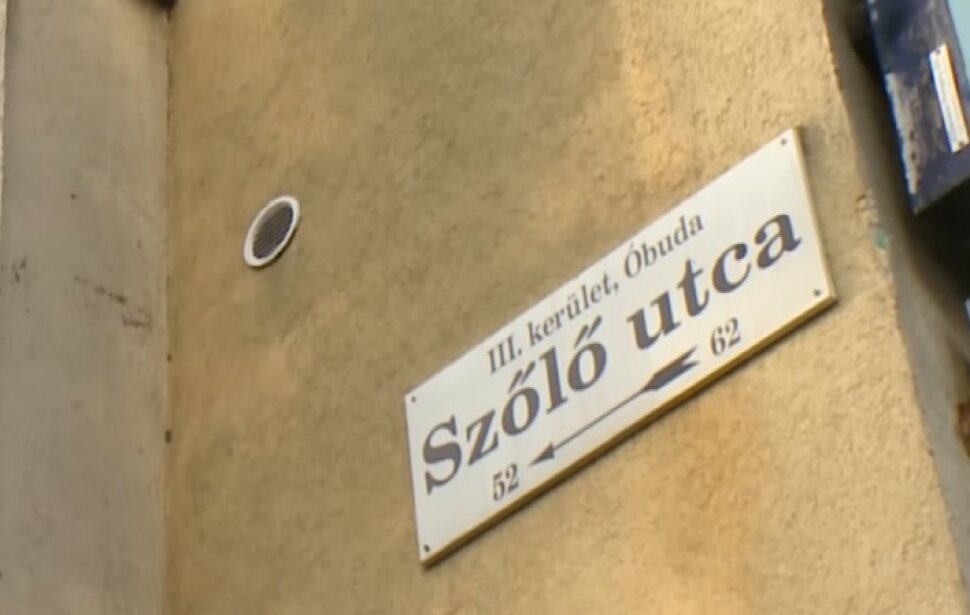 III. kerület, Óbuda
Szőlő utca
52 62